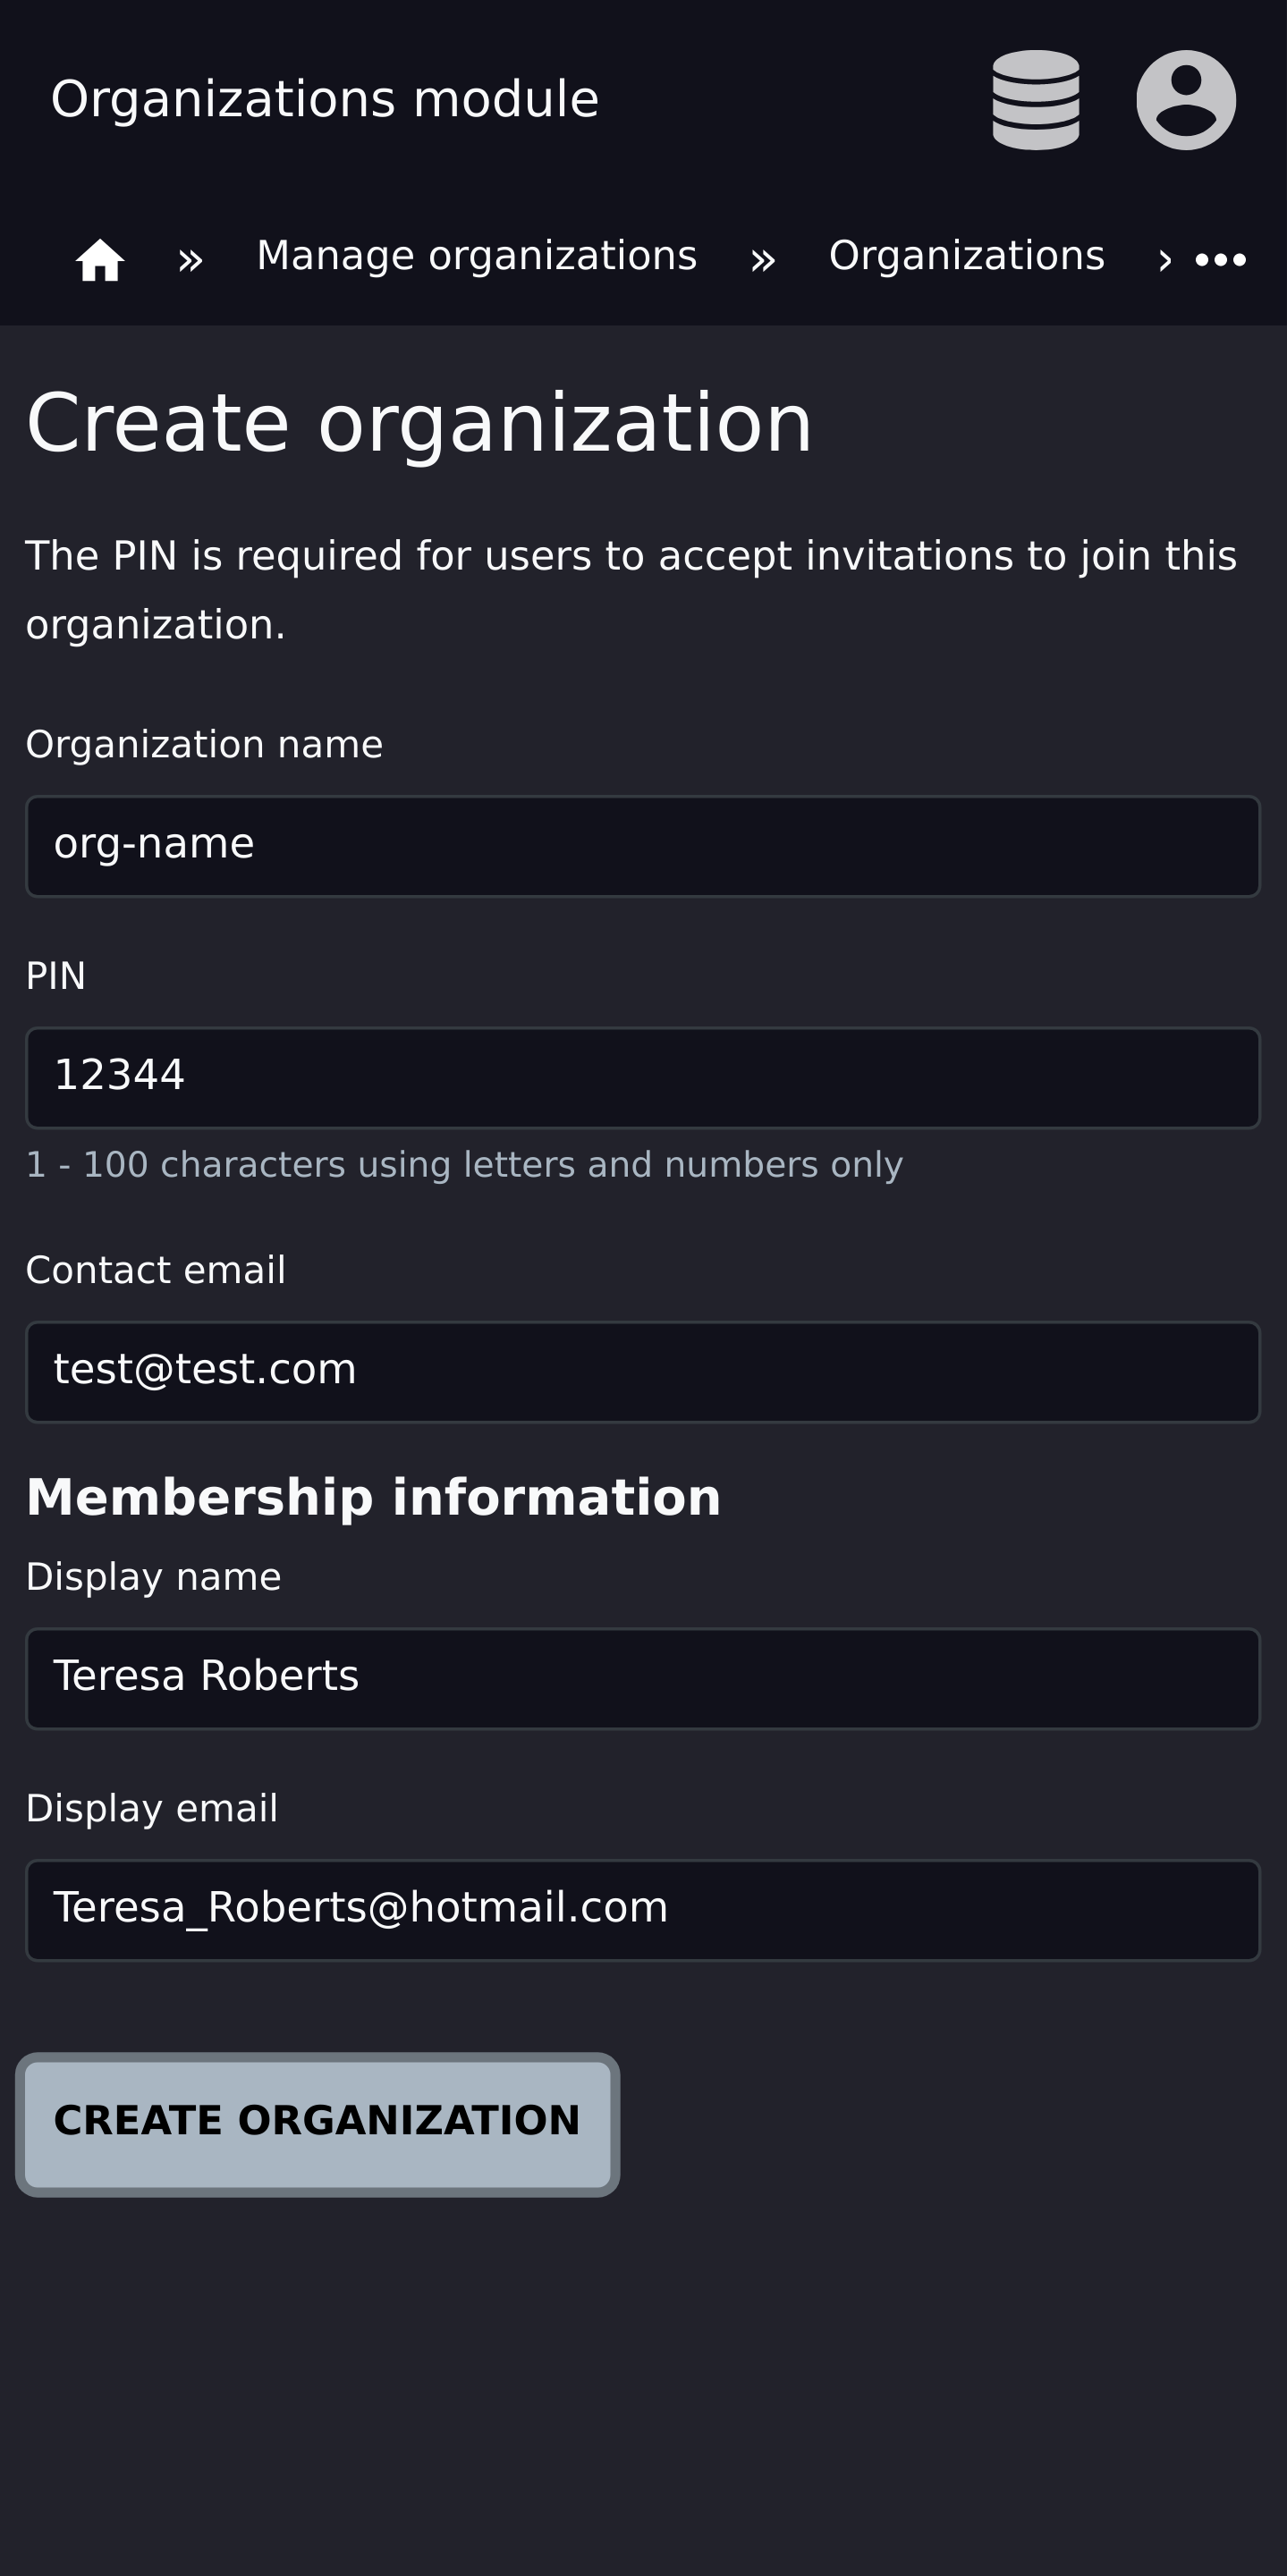 Organizations module
» Manage organizations » Organizations › •••
Create organization
The PIN is required for users to accept invitations to join this
organization.
Organization name
org-name
PIN
12344
1 - 100 characters using letters and numbers only
Contact email
test@test.com
Membership information
Display name
Teresa Roberts
Display email
Teresa_Roberts@hotmail.com
CREATE ORGANIZATION